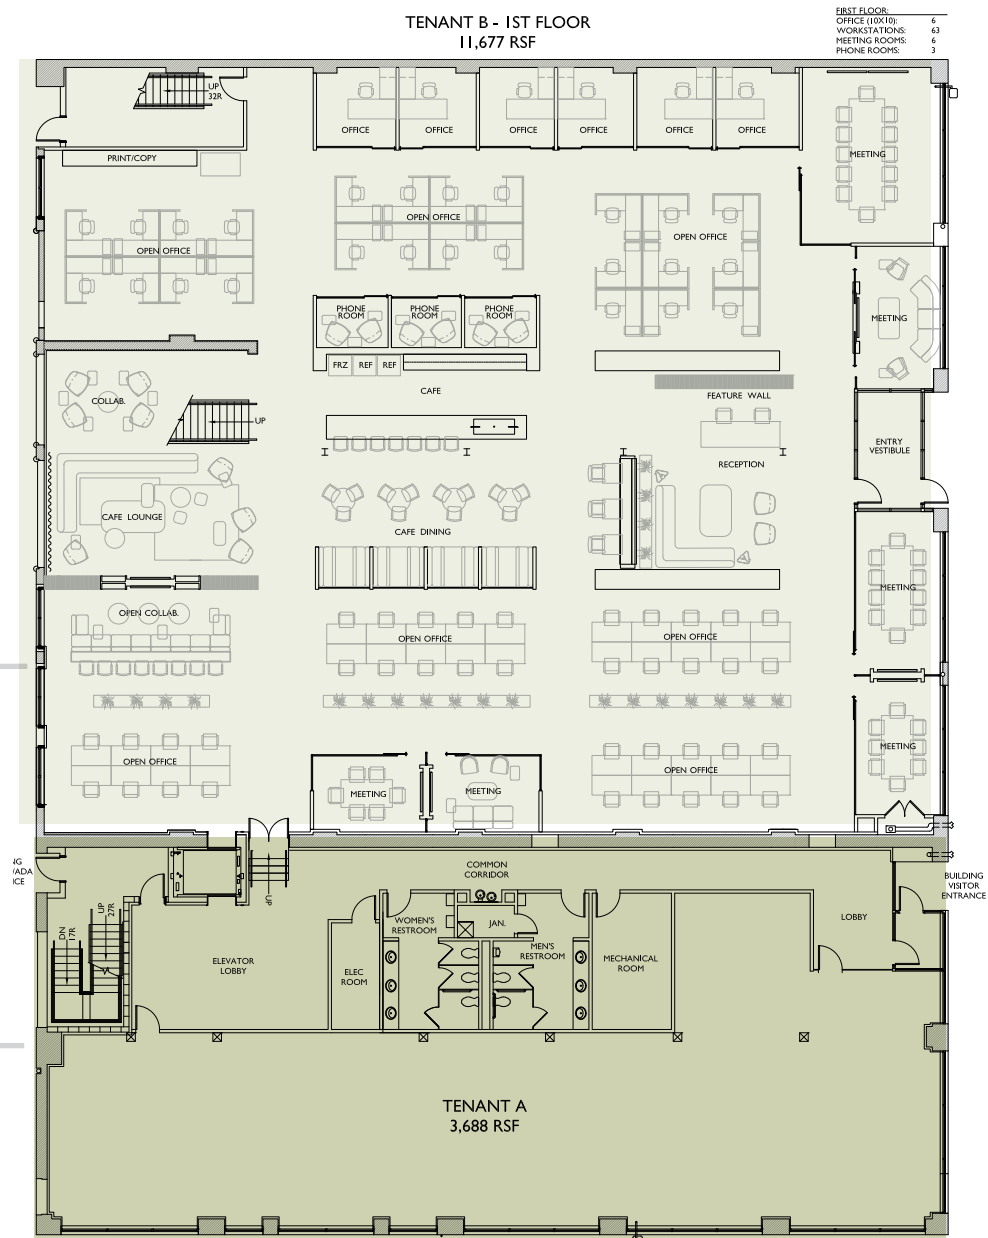 TENANT B - 1ST FLOOR
11,677 RSF
FIRST FLOOR:
OFFICE (10X10): 6
WORKSTATIONS: 63
MEETING ROOMS: 6
PHONE ROOMS: 3
UP
32R
OFFICE
OFFICE
OFFICE
OFFICE
OFFICE
OFFICE
MEETING
PRINT/COPY
OPEN OFFICE
OPEN OFFICE
OPEN OFFICE
PHONE
ROOM
PHONE
ROOM
PHONE
ROOM
MEETING
FRZ
REF
REF
CAFE
COLLAB.
UP
FEATURE WALL
RECEPTION
ENTRY
VESTIBULE
CAFE LOUNGE
CAFE DINING
MEETING
OPEN COLLAB.
OPEN OFFICE
OPEN OFFICE
OPEN OFFICE
MEETING
MEETING
OPEN OFFICE
MEETING
BUILDING
VISITOR
ENTRANCE
NG
VADA
ICE
UP
COMMON
CORRIDOR
DN
17R
UP
27R
ELEVATOR
LOBBY
ELEC
ROOM
WOMEN'S
RESTROOM
JAN.
MEN'S
RESTROOM
MECHANICAL
ROOM
LOBBY
TENANT A
3,688 RSF